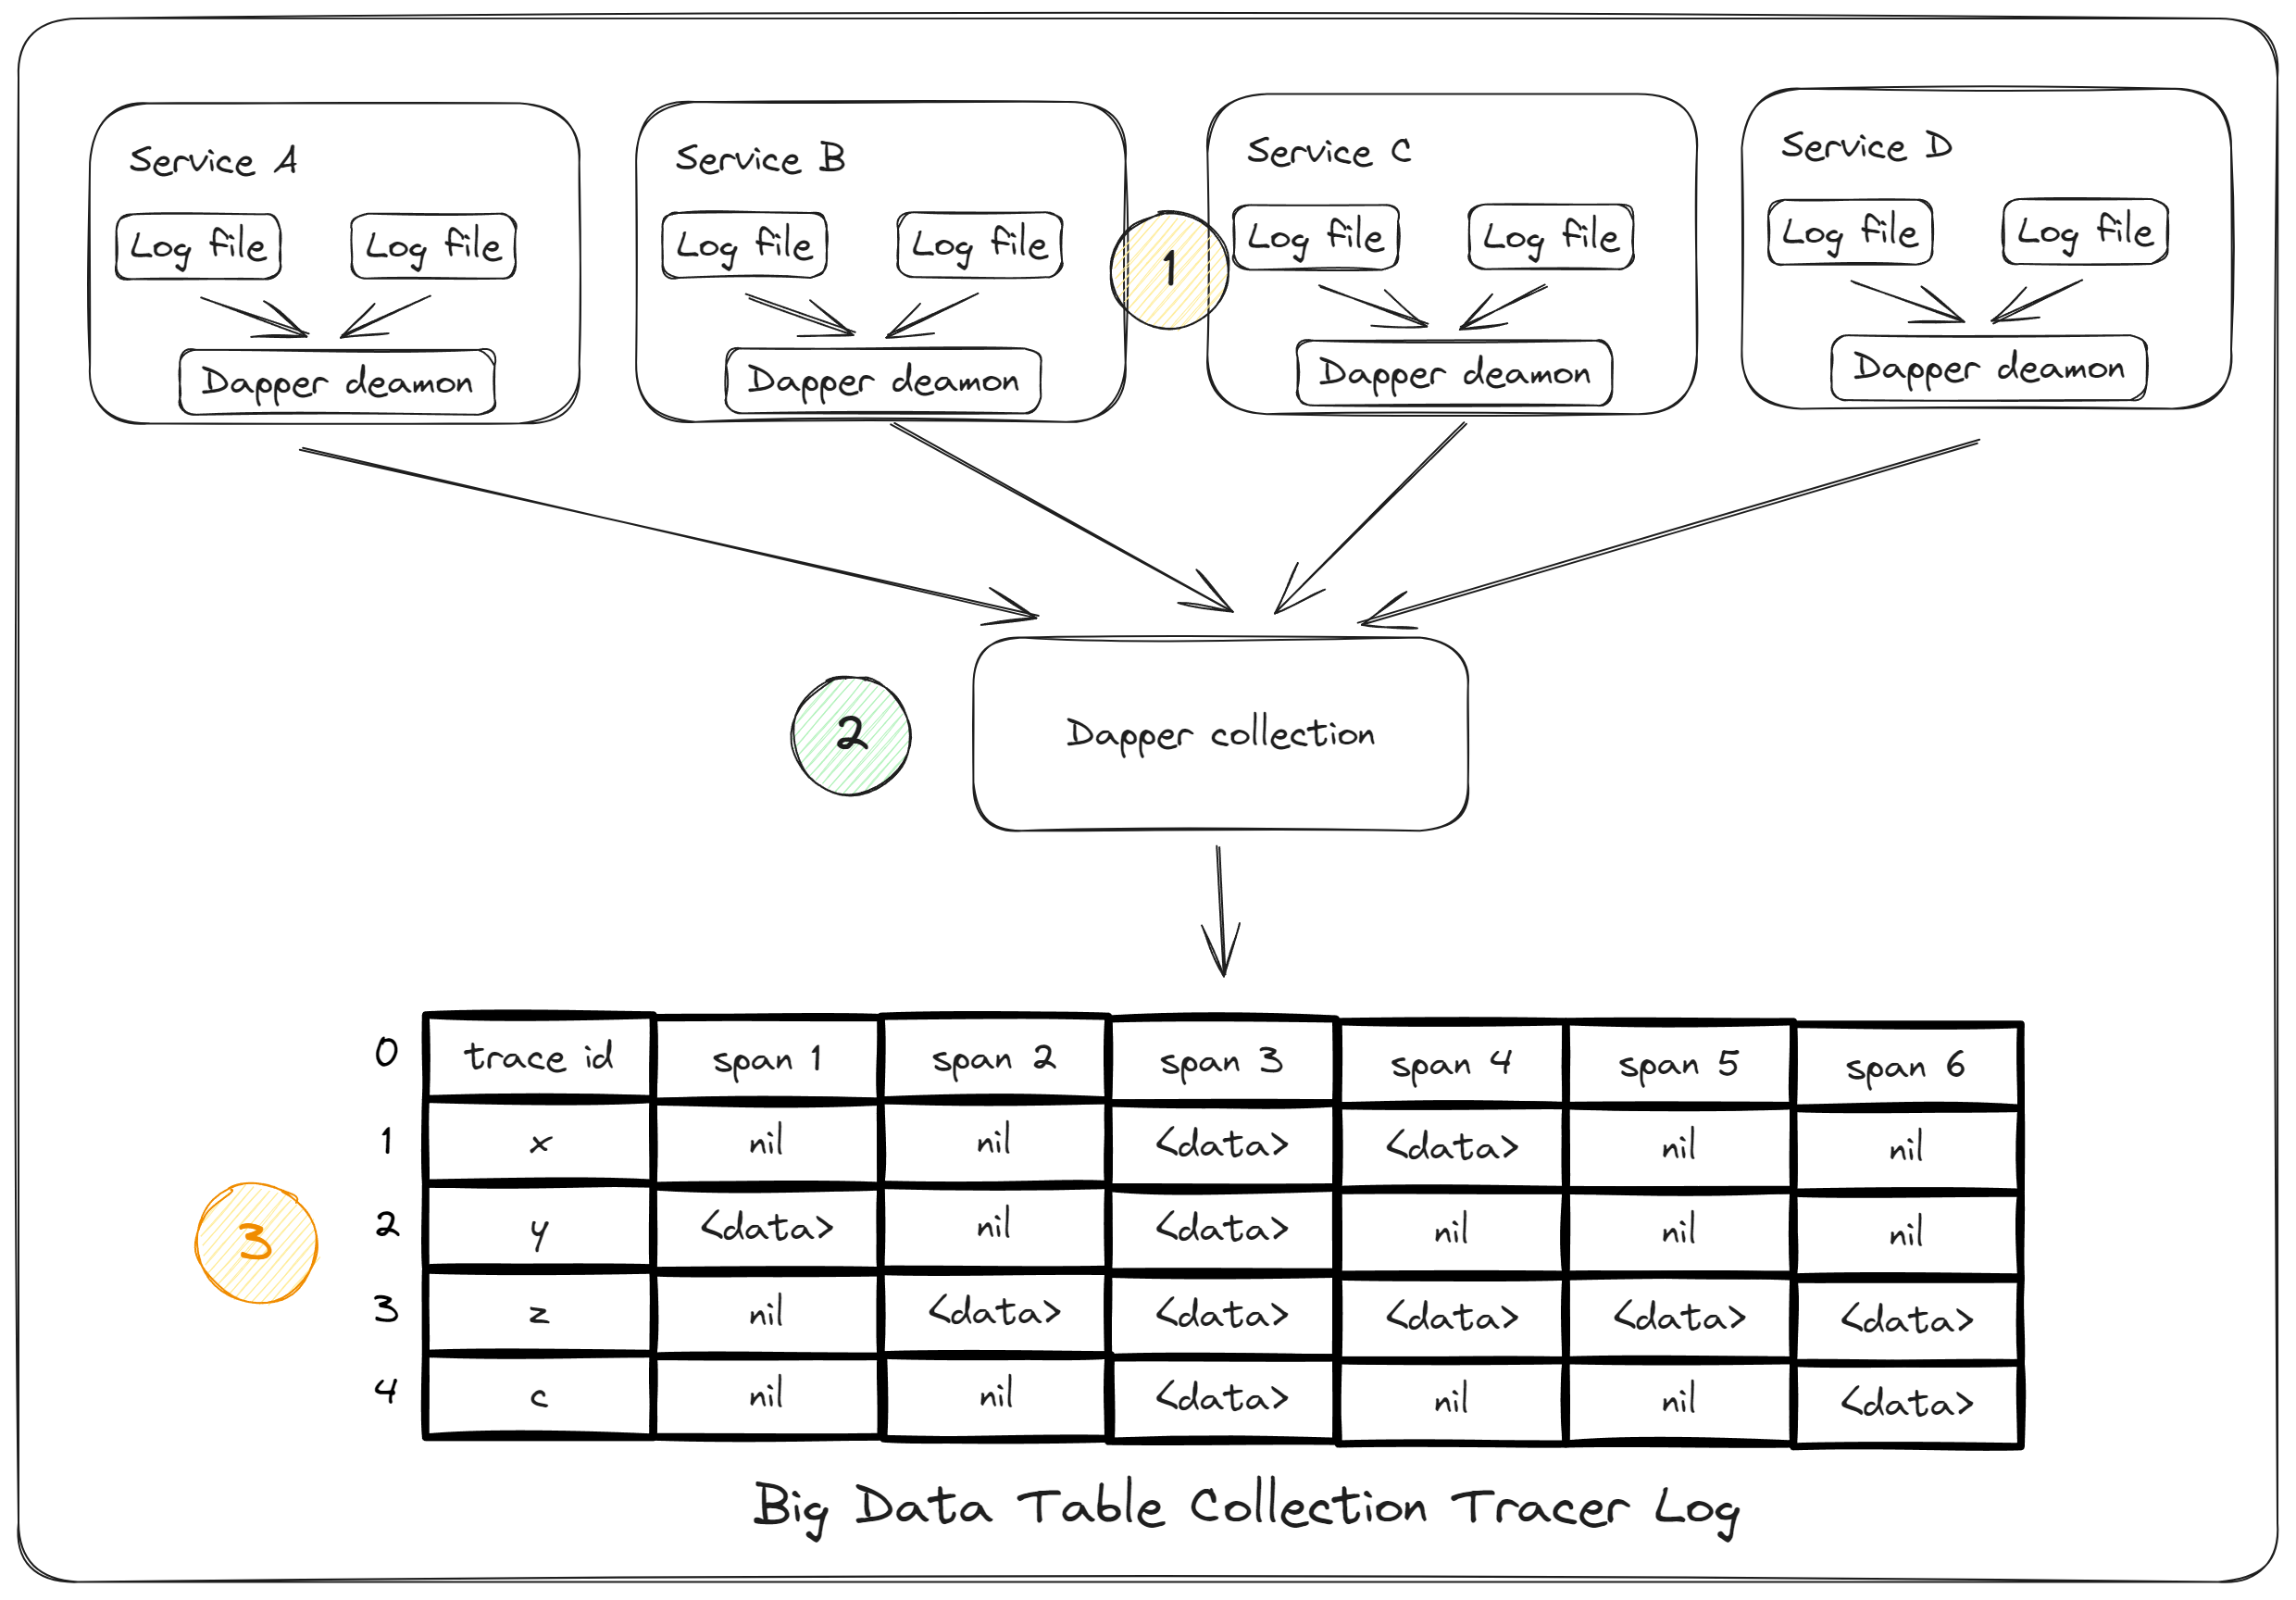 Service A
Log file
Log file
Dapper deamon
Service B
Log file
Log file
Dapper deamon
1
Service C
Log file
Log file
Dapper deamon
Service D
Log file
Log file
Dapper deamon
2
Dapper collection
3
0 trace id span 1 span 2 span 3 span 4 span 5 span 6
1 x nil nil <data> <data> nil nil
2 y <data> nil <data> nil nil nil
3 z nil <data> <data> <data> <data> <data>
4 c nil nil <data> nil nil <data>
Big Data Table Collection Tracer Log